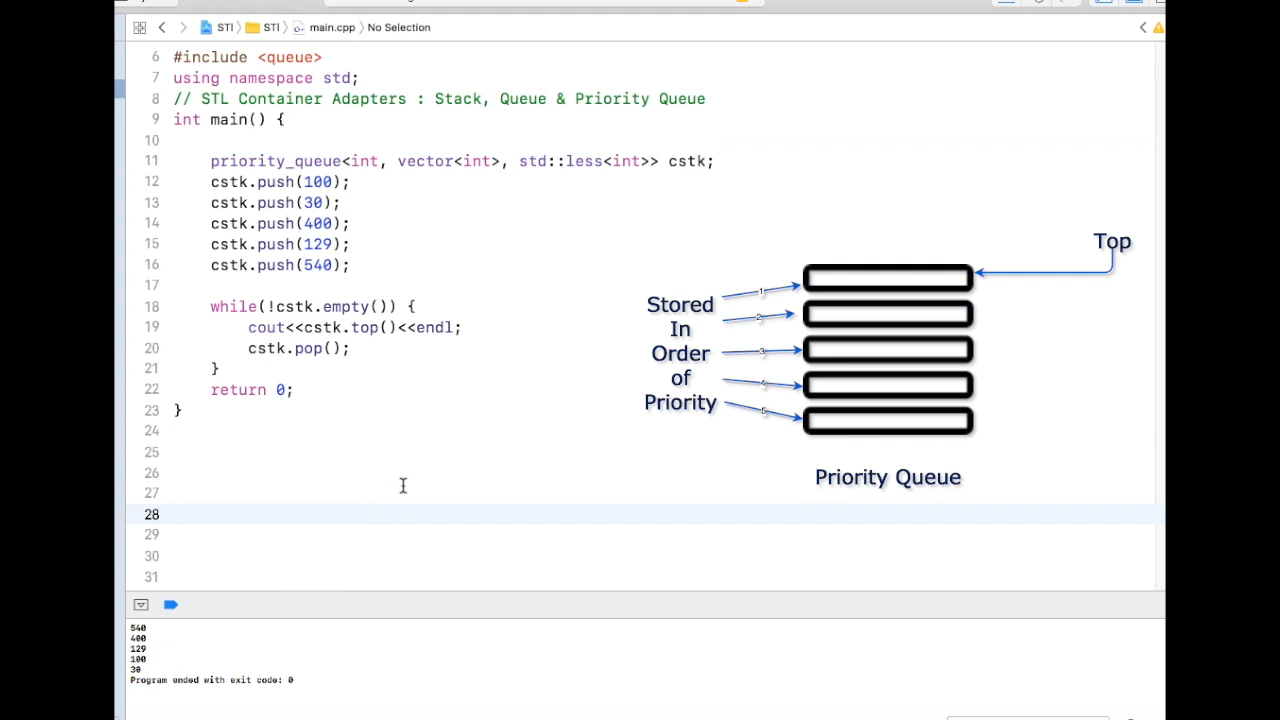 STI STI main.cpp No Selection
6 #include <queue>
7 using namespace std;
8 // STL Container Adapters : Stack, Queue & Priority Queue
9 int main() {
10
11 priority_queue<int, vector<int>, std::less<int>> cstk;
12 cstk.push(100);
13 cstk.push(30);
14 cstk.push(400);
15 cstk.push(129);
16 cstk.push(540);
17
18 while(!cstk.empty()) {
19 cout<<cstk.top()<<endl;
20 cstk.pop();
21 }
22 return 0;
23 }
24
25
26
27
28
29
30
31
Top
Stored
In
Order
of
Priority
1
2
3
4
5
Priority Queue
540
400
129
100
30
Program ended with exit code: 0